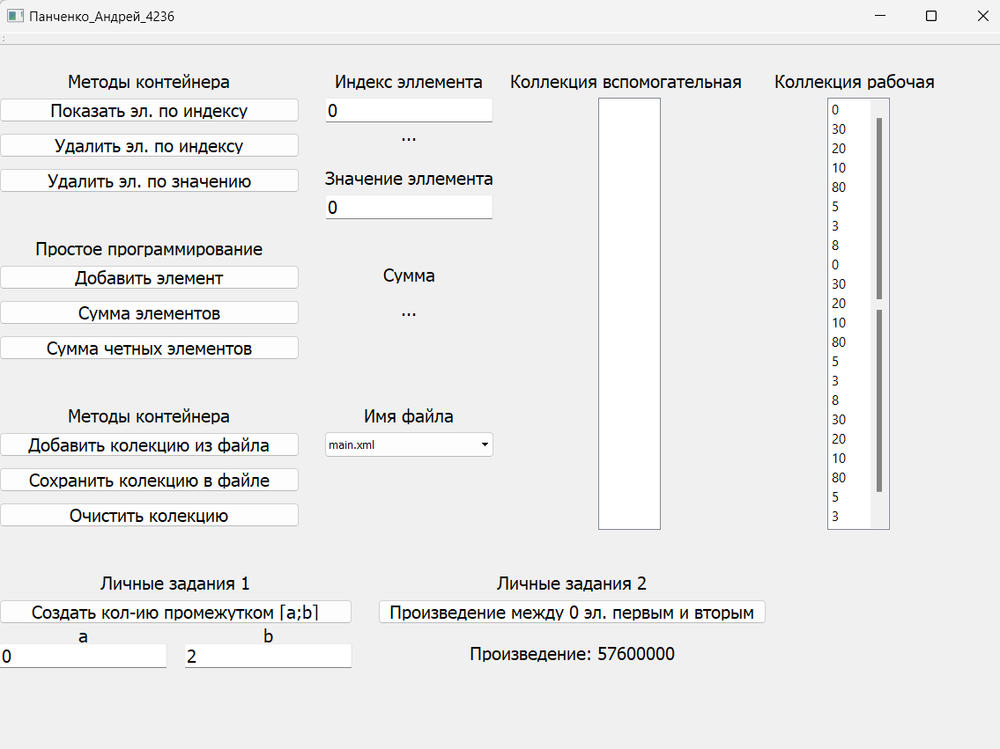 Панченко_Андрей_4236
Методы контейнера
Показать эл. по индексу
Удалить эл. по индексу
Удалить эл. по значению
Индекс эллемента
0
...
Значение эллемента
0
Коллекция вспомогательная
Коллекция рабочая
0
30
20
10
80
5
3
8
0
30
20
10
80
5
3
8
30
20
10
80
5
3
Простое программирование
Добавить элемент
Сумма элементов
Сумма четных элементов
Сумма
...
Методы контейнера
Добавить колекцию из файла
Сохранить колекцию в файле
Очистить колекцию
Имя файла
main.xml
Личные задания 1
Создать кол-ию промежутком [a;b]
a b
0 2
Личные задания 2
Произведение между 0 эл. первым и вторым
Произведение: 57600000